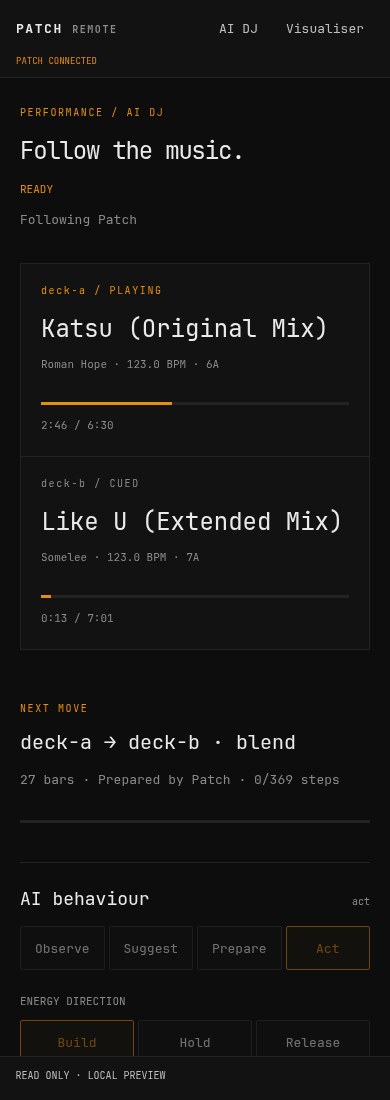 PATCH REMOTE AI DJ Visualiser
PATCH CONNECTED
PERFORMANCE / AI DJ
Follow the music.
READY
Following Patch
deck-a / PLAYING
Katsu (Original Mix)
Roman Hope · 123.0 BPM · 6A
2:46 / 6:30
deck-b / CUED
Like U (Extended Mix)
Somelee · 123.0 BPM · 7A
0:13 / 7:01
NEXT MOVE
deck-a → deck-b · blend
27 bars · Prepared by Patch · 0/369 steps
AI behaviour act
Observe Suggest Prepare Act
ENERGY DIRECTION
Build Hold Release
READ ONLY · LOCAL PREVIEW